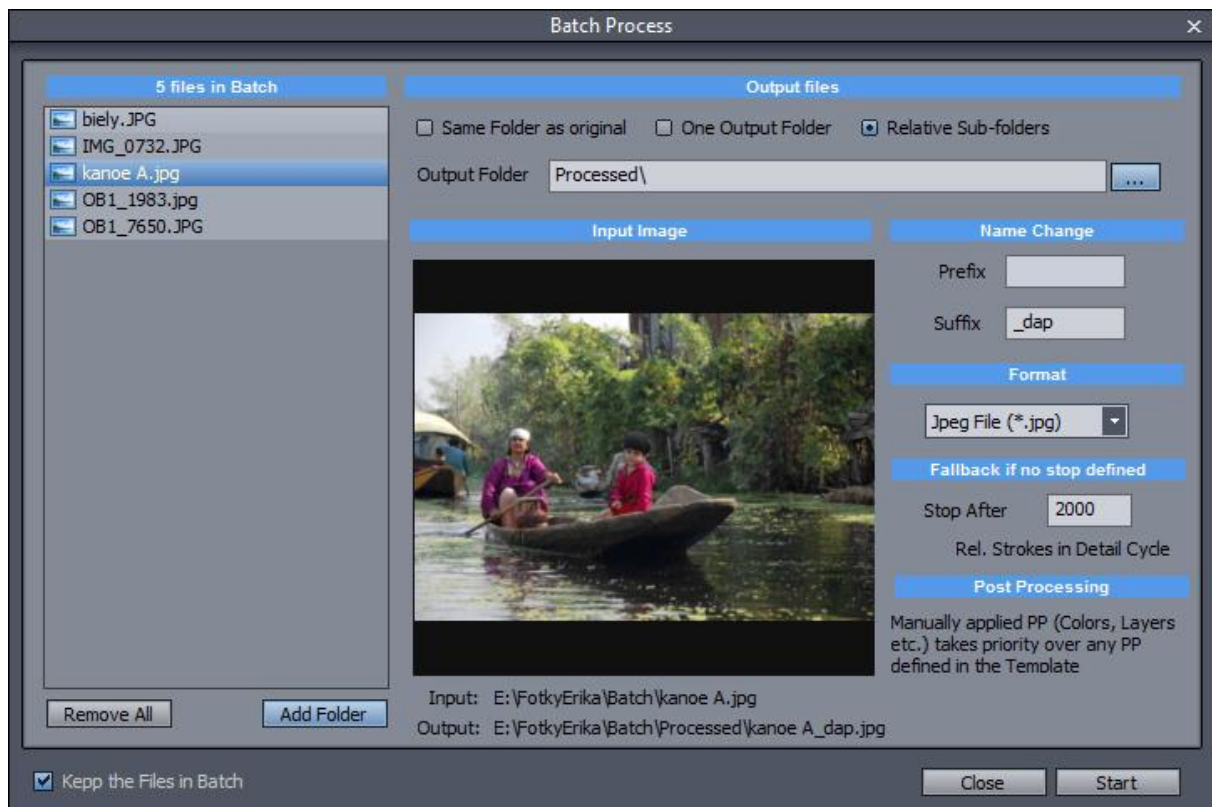 Batch Process
5 files in Batch
biely.JPG
IMG_0732.JPG
kanoe A.jpg
OB1_1983.jpg
OB1_7650.JPG
Remove All
Add Folder
Output files
Same Folder as original
One Output Folder
Relative Sub-folders
Output Folder
Processed\
...
Input Image
Input: E:\FotkyErika\Batch\kanoe A.jpg
Output: E:\FotkyErika\Batch\Processed\kanoe A_dap.jpg
Name Change
Prefix
Suffix
_dap
Format
Jpeg File (*.jpg)
Fallback if no stop defined
Stop After
2000
Rel. Strokes in Detail Cycle
Post Processing
Manually applied PP (Colors, Layers
etc.) takes priority over any PP
defined in the Template
Kepp the Files in Batch
Close
Start